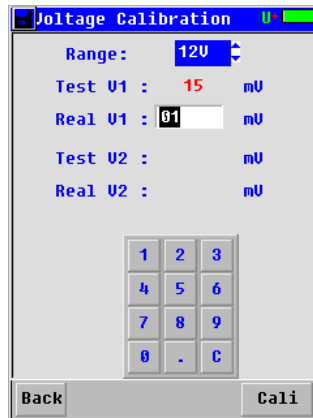 Voltage Calibration U+
Range: 12V
Test V1 : 15 mV
Real V1 : 01 mV
Test V2 : mV
Real V2 : mV
1 2 3
4 5 6
7 8 9
0 . C
Back Cali